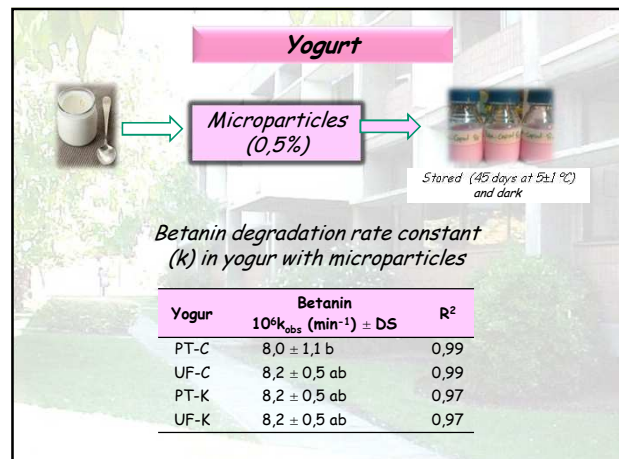 Yogurt
Microparticles
(0,5%)
Stored (45 days at 5±1 ºC)
and dark
Betanin degradation rate constant
(k) in yogur with microparticles
Yogur Betanin R²
10⁶k_obs (min⁻¹) ± DS
PT-C 8,0 ± 1,1 b 0,99
UF-C 8,2 ± 0,5 ab 0,99
PT-K 8,2 ± 0,5 ab 0,97
UF-K 8,2 ± 0,5 ab 0,97